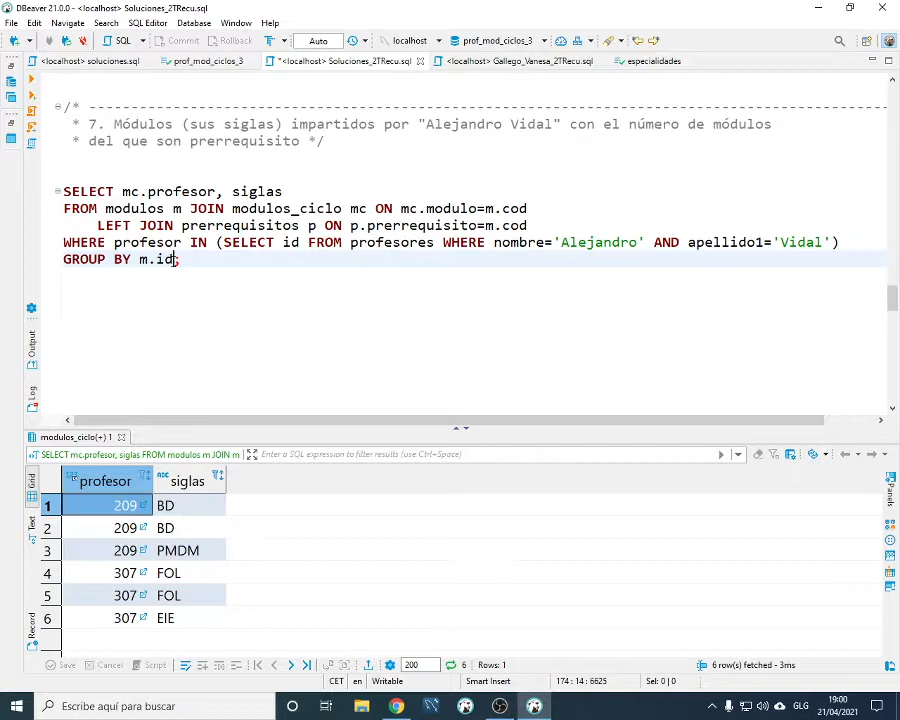 DBeaver 21.0.0 - <localhost> Soluciones_2TRecu.sql
File Edit Navigate Search SQL Editor Database Window Help
SQL Commit Rollback Auto localhost prof_mod_ciclos_3
<localhost> soluciones.sql prof_mod_ciclos_3 *<localhost> Soluciones_2TRecu.sql <localhost> Gallego_Vanesa_2TRecu.sql especialidades
/* ------------------------------------------------------------------------------------------------
* 7. Módulos (sus siglas) impartidos por "Alejandro Vidal" con el número de módulos
* del que son prerrequisito */
SELECT mc.profesor, siglas
FROM modulos m JOIN modulos_ciclo mc ON mc.modulo=m.cod
LEFT JOIN prerrequisitos p ON p.prerrequisito=m.cod
WHERE profesor IN (SELECT id FROM profesores WHERE nombre='Alejandro' AND apellido1='Vidal')
GROUP BY m.id;
Output
Log
modulos_ciclo(+) 1
SELECT mc.profesor, siglas FROM modulos m JOIN m Enter a SQL expression to filter results (use Ctrl+Space)
Grid
Text
Record
Panels
profesor siglas
1 209 BD
2 209 BD
3 209 PMDM
4 307 FOL
5 307 FOL
6 307 EIE
Save Cancel Script 200 6 Rows: 1 6 row(s) fetched - 3ms
CET en Writable Smart Insert 174 : 14 : 6625 Sel: 0 | 0
Escribe aquí para buscar
GLG
19:00
21/04/2021